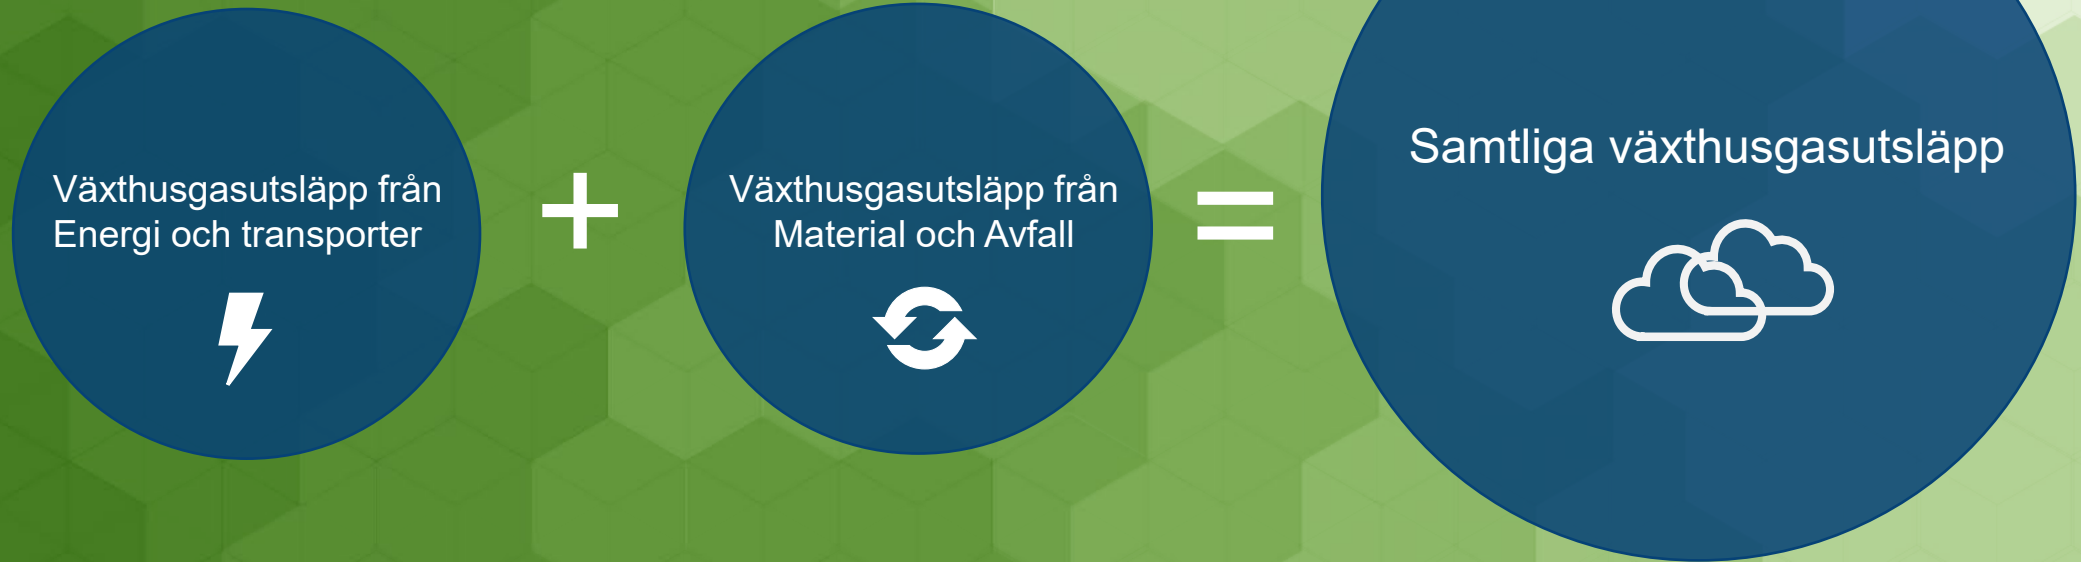 Växthusgasutsläpp från
Energi och transporter
+
Växthusgasutsläpp från
Material och Avfall
=
Samtliga växthusgasutsläpp